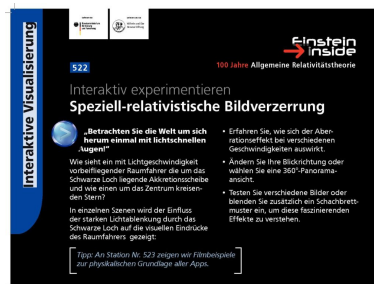 Interaktive Visualisierung
Einstein
inside
522
100 Jahre Allgemeine Relativitätstheorie
Interaktiv experimentieren
Speziell-relativistische Bildverzerrung
„Betrachten Sie die Welt um sich
herum einmal mit lichtschnellen
Augen!“
Wie sieht ein mit Lichtgeschwindigkeit
vorbeifliegender Raumfahrer die um das
Schwarze Loch liegende Akkretionsscheibe
und wie einen um das Zentrum kreisen-
den Stern?
In einzelnen Szenen wird der Einfluss
der starken Lichtablenkung durch das
Schwarze Loch auf die visuellen Eindrücke
des Raumfahrers gezeigt:
• Erfahren Sie, wie sich der Aber-
rationseffekt bei verschiedenen
Geschwindigkeiten auswirkt.
• Ändern Sie Ihre Blickrichtung oder
wählen Sie eine 360°-Panorama-
ansicht.
• Testen Sie verschiedene Bilder oder
blenden Sie zusätzlich ein Schachbrett-
muster ein, um diese faszinierenden
Effekte zu verstehen.
Tipp: An Station Nr. 523 zeigen wir Filmbeispiele
zur physikalischen Grundlage aller Apps.